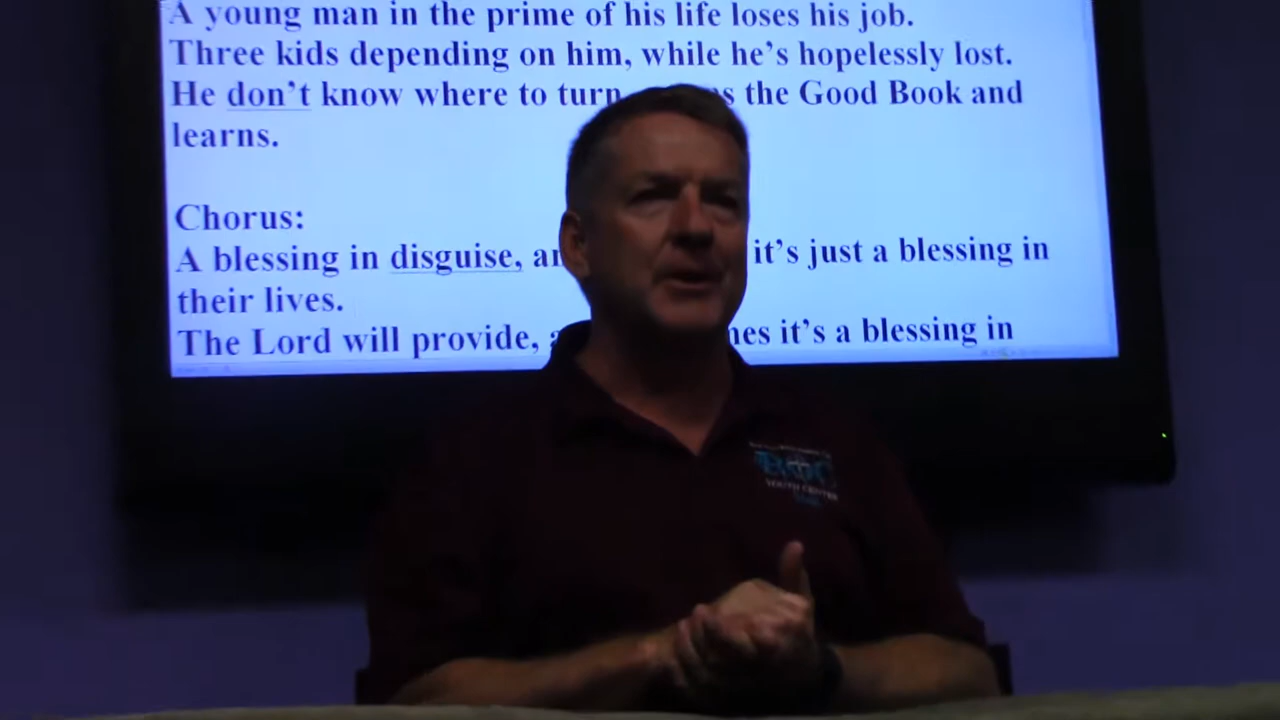 A young man in the prime of his life loses his job.
Three kids depending on him, while he’s hopelessly lost.
He don’t know where to turn the Good Book and
learns.
Chorus:
A blessing in disguise, it’s just a blessing in
their lives.
The Lord will provide, it’s a blessing in
YOUTH CENTRE